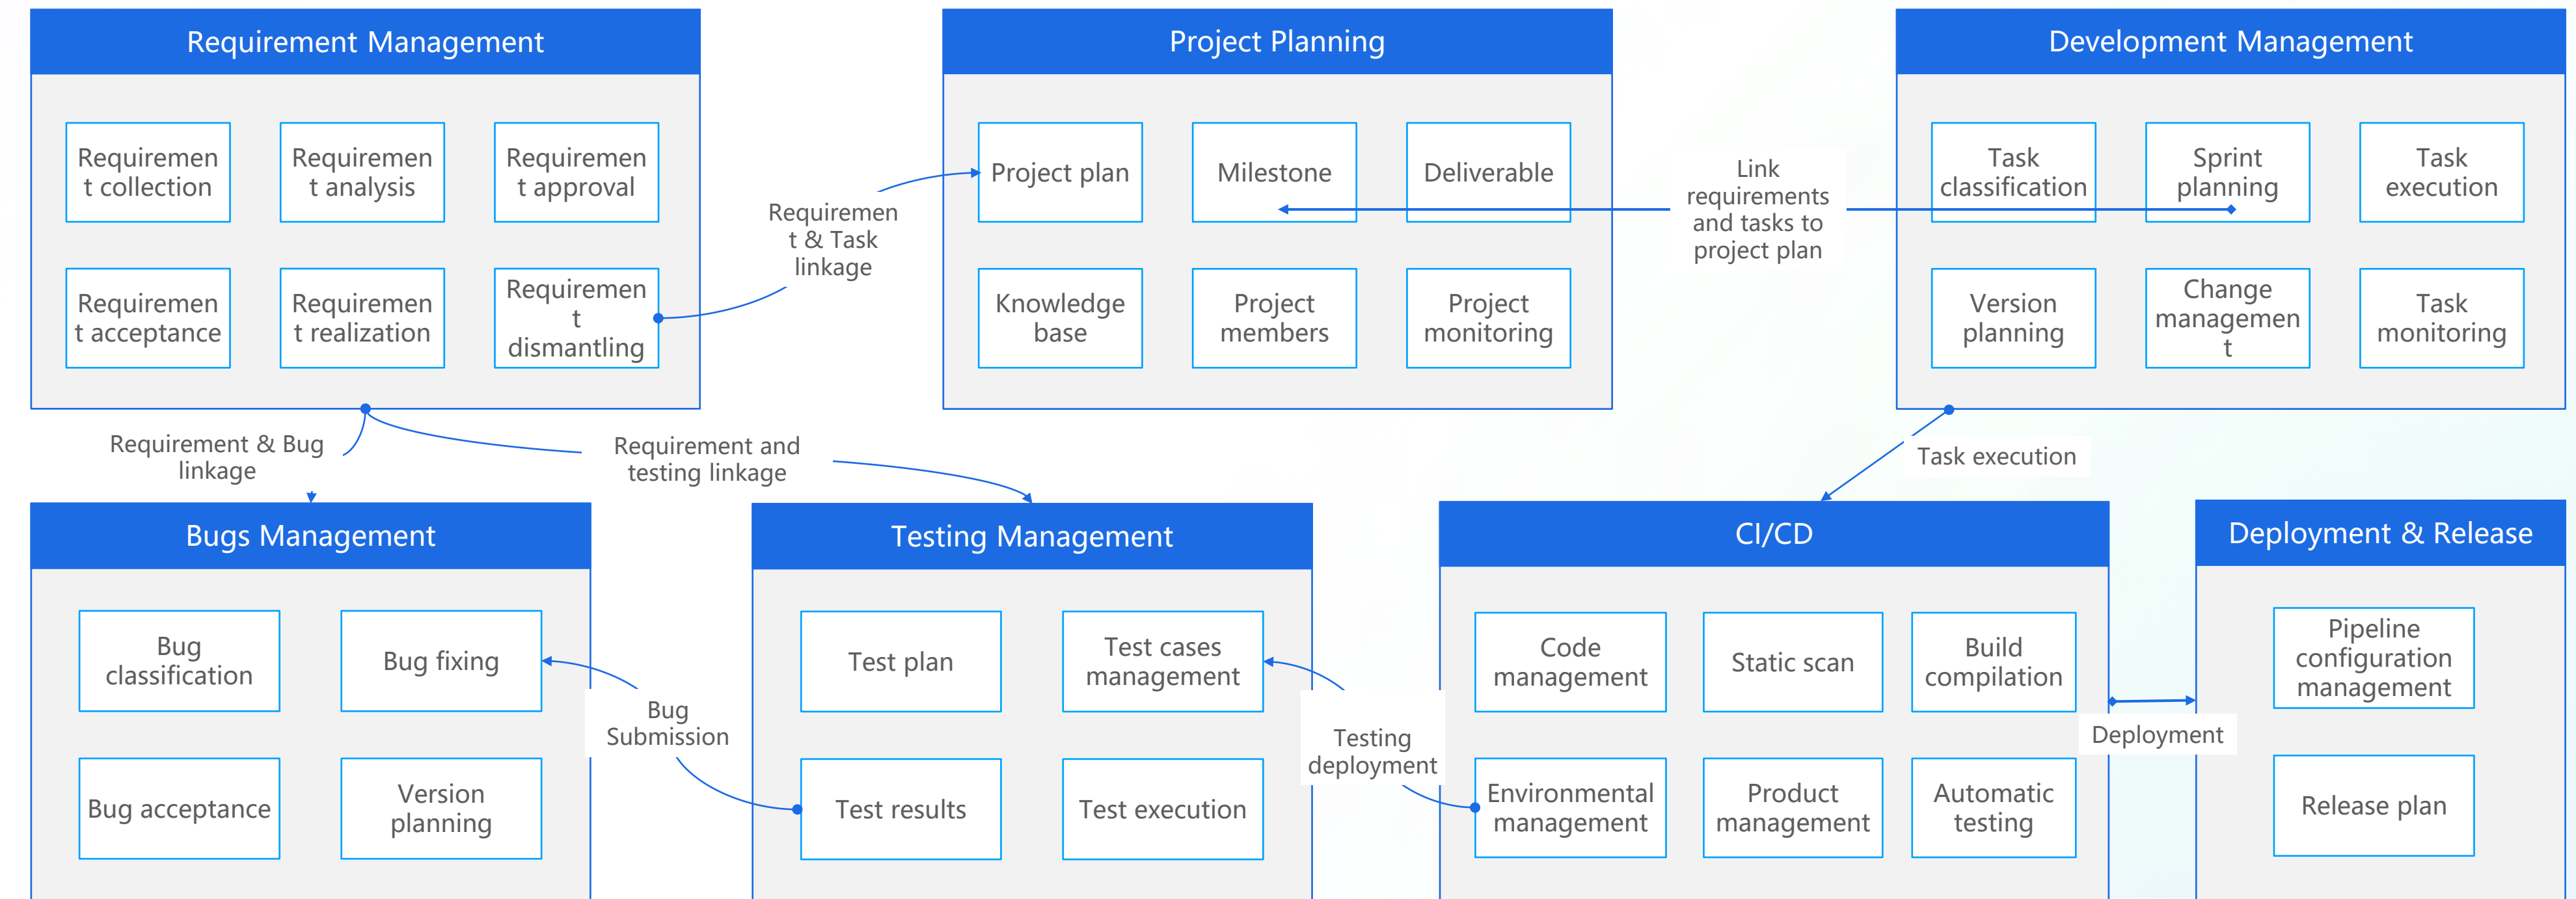 Requirement Management
Requiremen
t collection
Requiremen
t analysis
Requiremen
t approval
Requiremen
t acceptance
Requiremen
t realization
Requiremen
t
dismantling
Requiremen
t & Task
linkage
Project Planning
Project plan
Milestone
Deliverable
Knowledge
base
Project
members
Project
monitoring
Link
requirements
and tasks to
project plan
Development Management
Task
classification
Sprint
planning
Task
execution
Version
planning
Change
managemen
t
Task
monitoring
Requirement & Bug
linkage
Requirement and
testing linkage
Task execution
Bugs Management
Bug
classification
Bug fixing
Bug acceptance
Version
planning
Bug
Submission
Testing Management
Test plan
Test cases
management
Test results
Test execution
Testing
deployment
CI/CD
Code
management
Static scan
Build
compilation
Environmental
management
Product
management
Automatic
testing
Deployment
Deployment & Release
Pipeline
configuration
management
Release plan